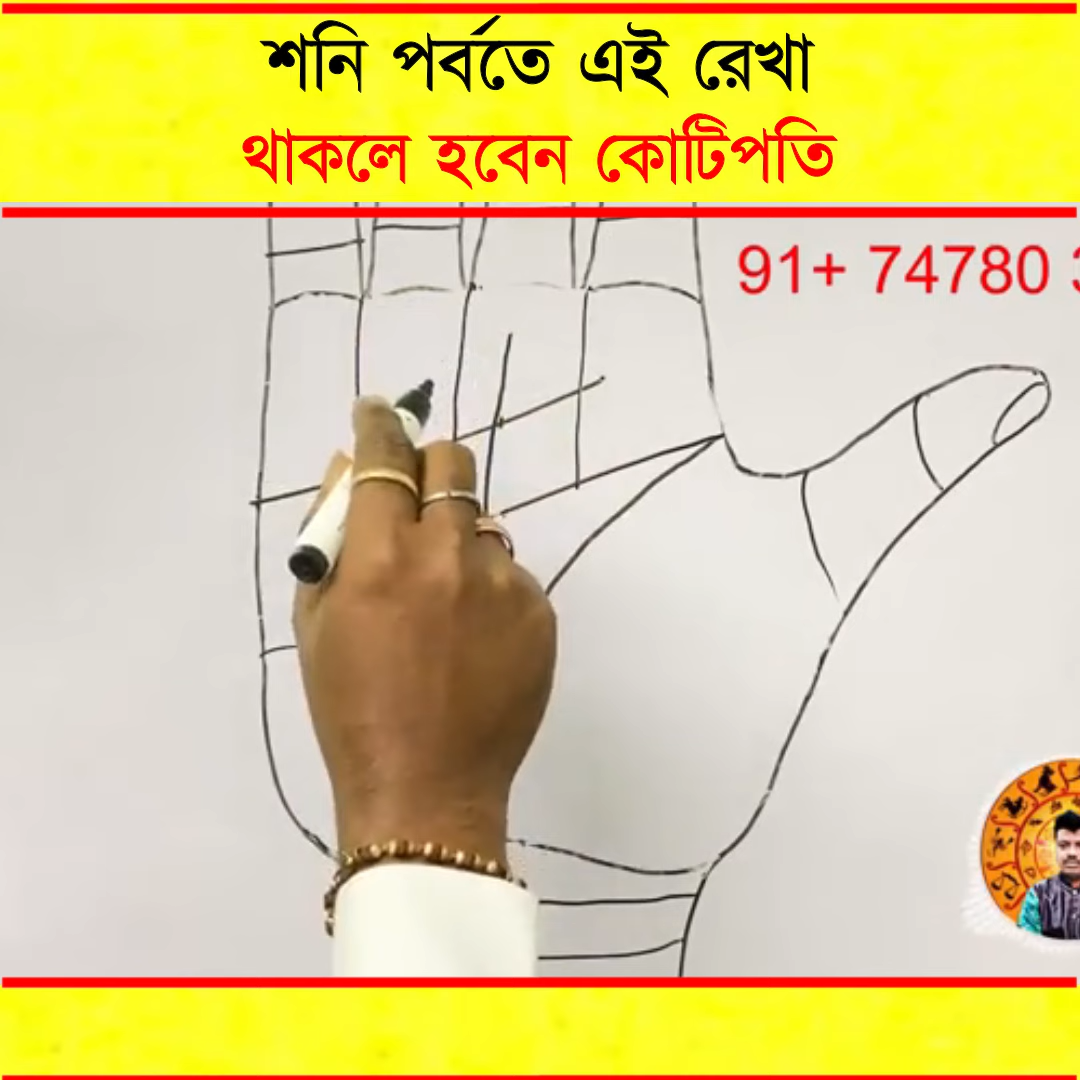 শনি পর্বতে এই রেখা
থাকলে হবেন কোটিপতি
91+ 74780